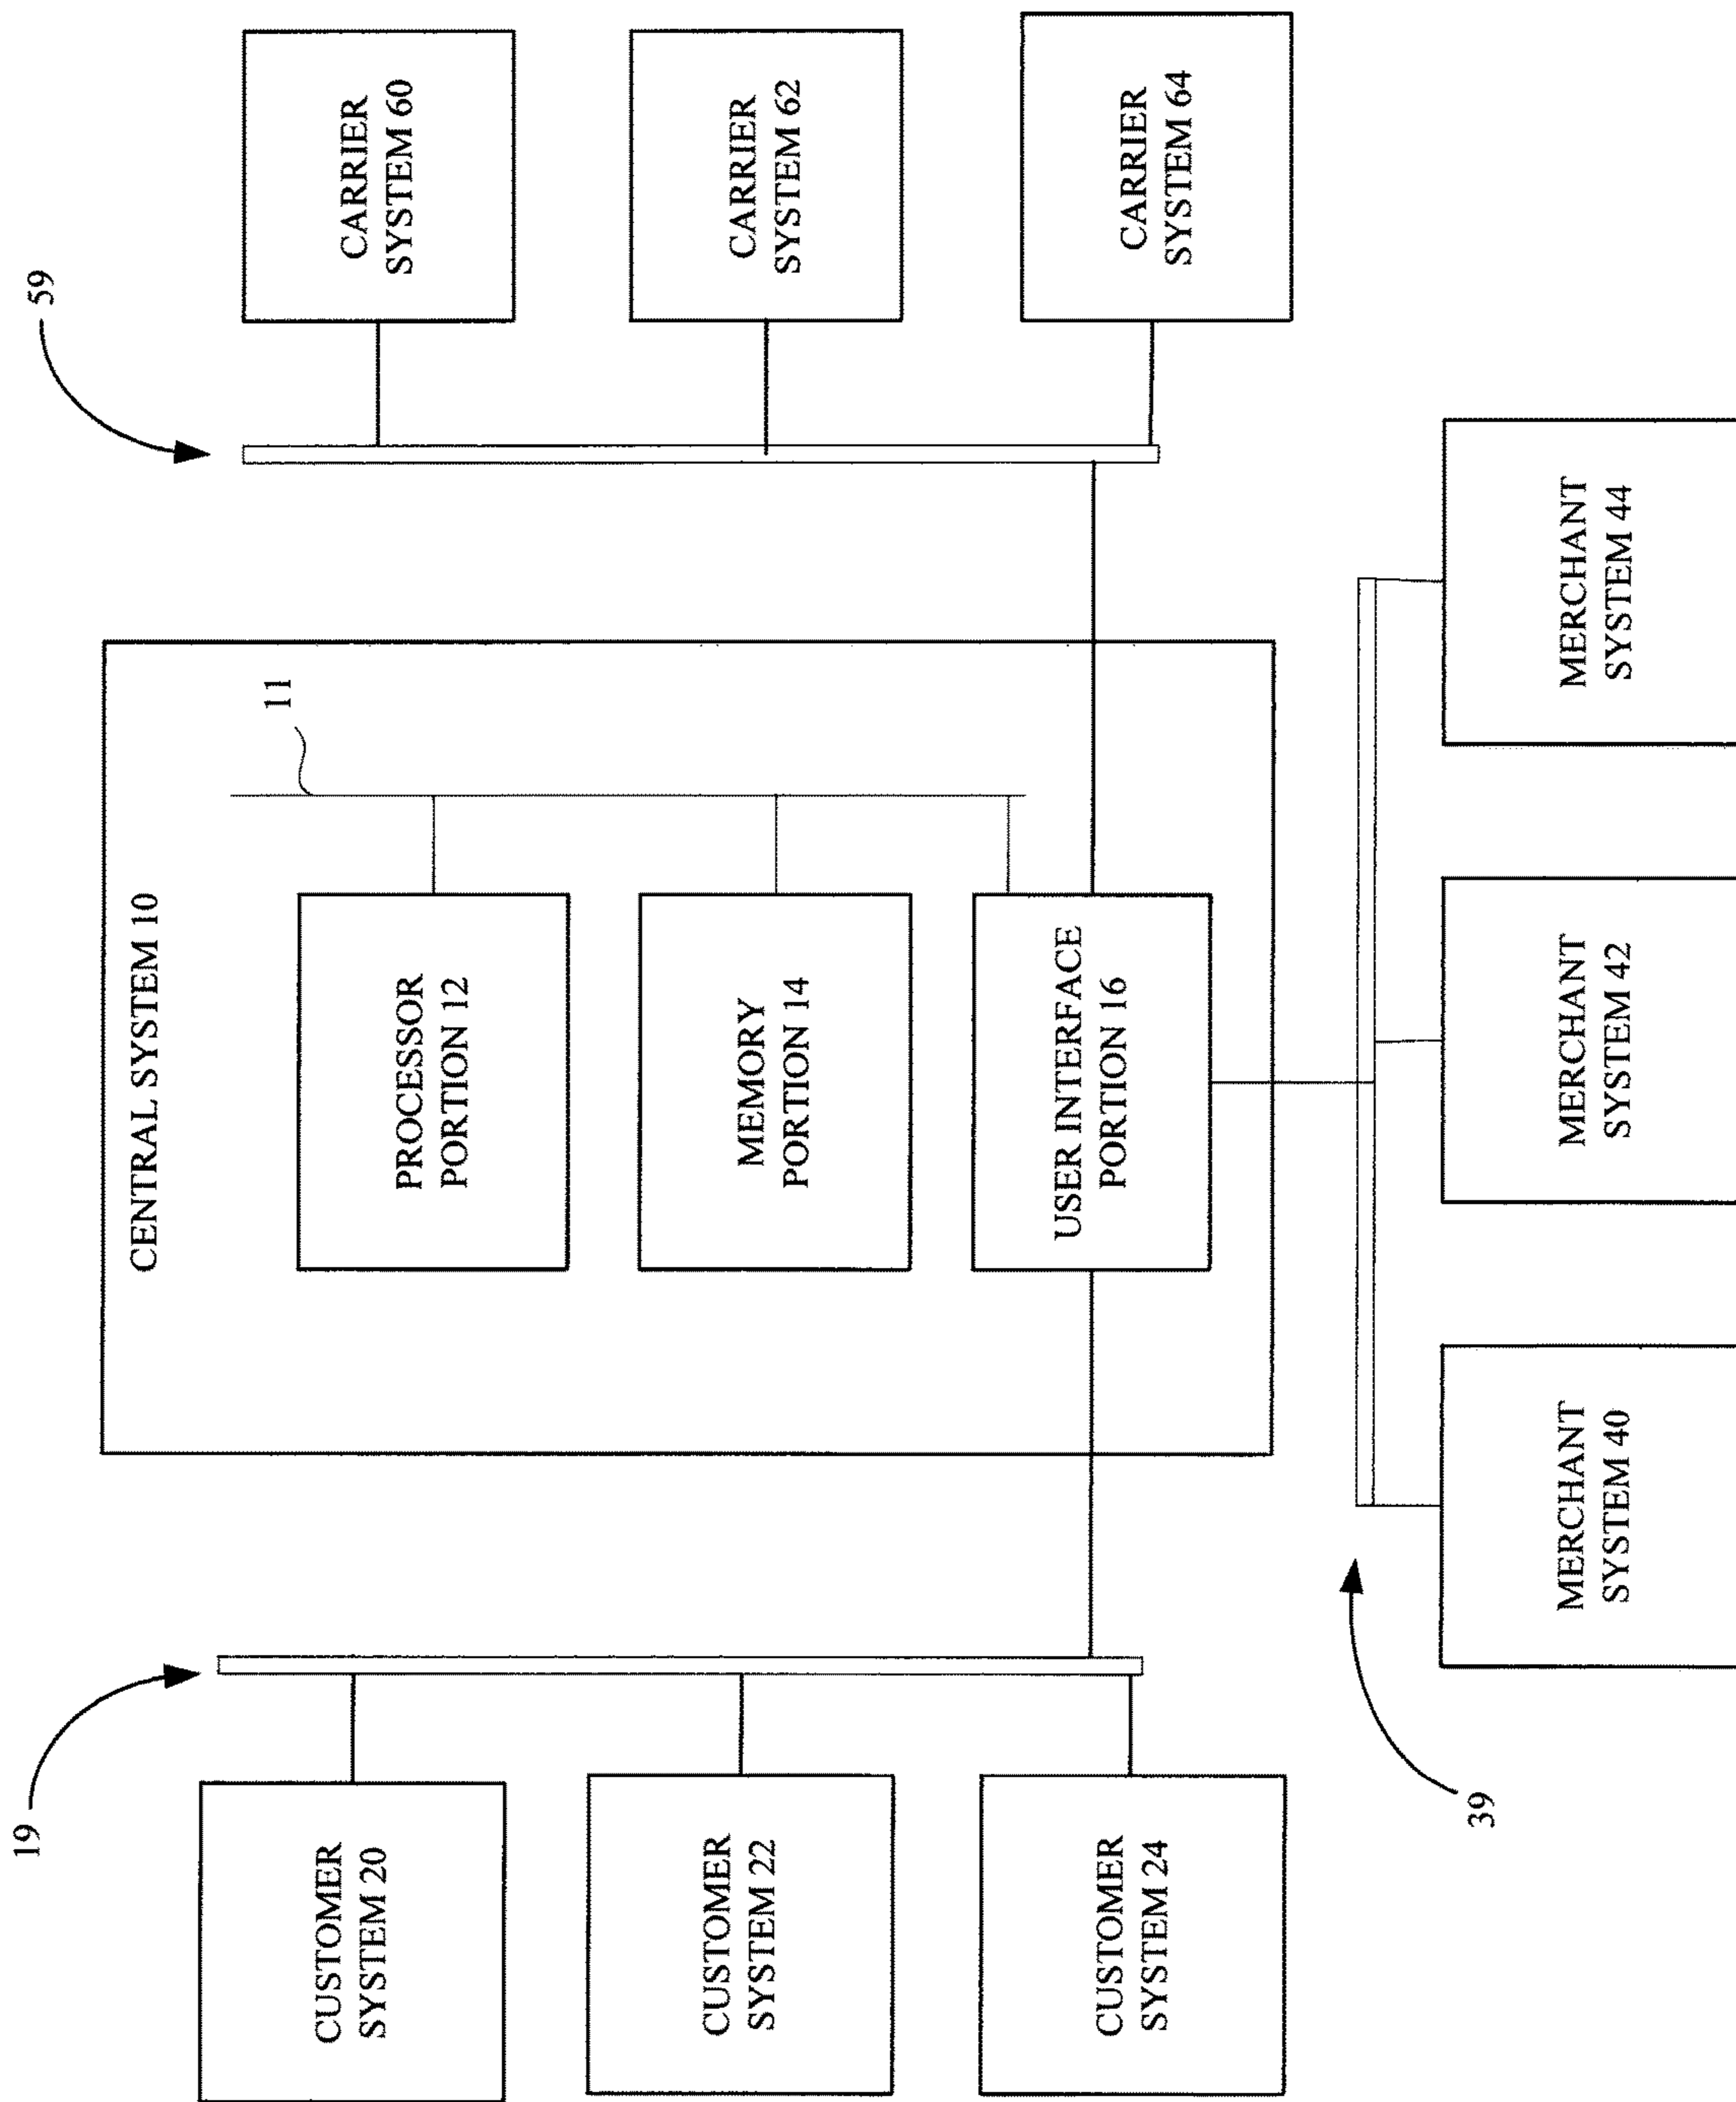 19
CUSTOMER
SYSTEM 20
CUSTOMER
SYSTEM 22
CUSTOMER
SYSTEM 24
CENTRAL SYSTEM 10
11
PROCESSOR
PORTION 12
MEMORY
PORTION 14
USER INTERFACE
PORTION 16
59
CARRIER
SYSTEM 60
CARRIER
SYSTEM 62
CARRIER
SYSTEM 64
39
MERCHANT
SYSTEM 40
MERCHANT
SYSTEM 42
MERCHANT
SYSTEM 44